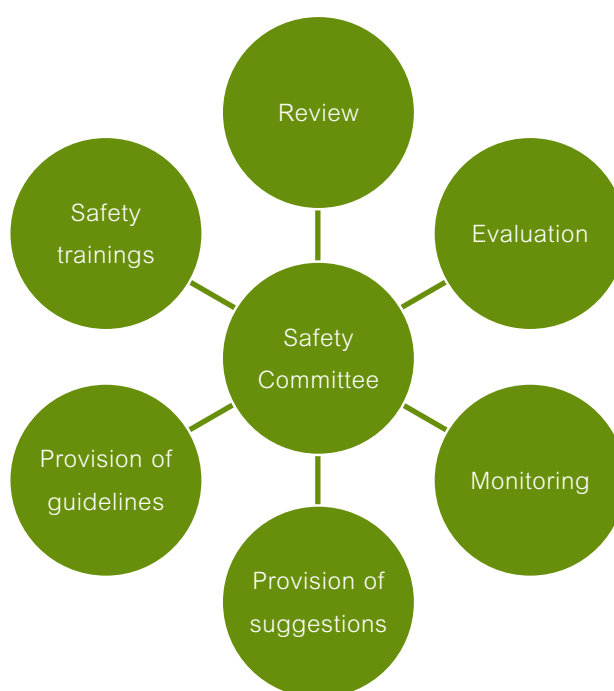 Review
Safety
trainings
Evaluation
Safety
Committee
Provision of
guidelines
Monitoring
Provision of
suggestions